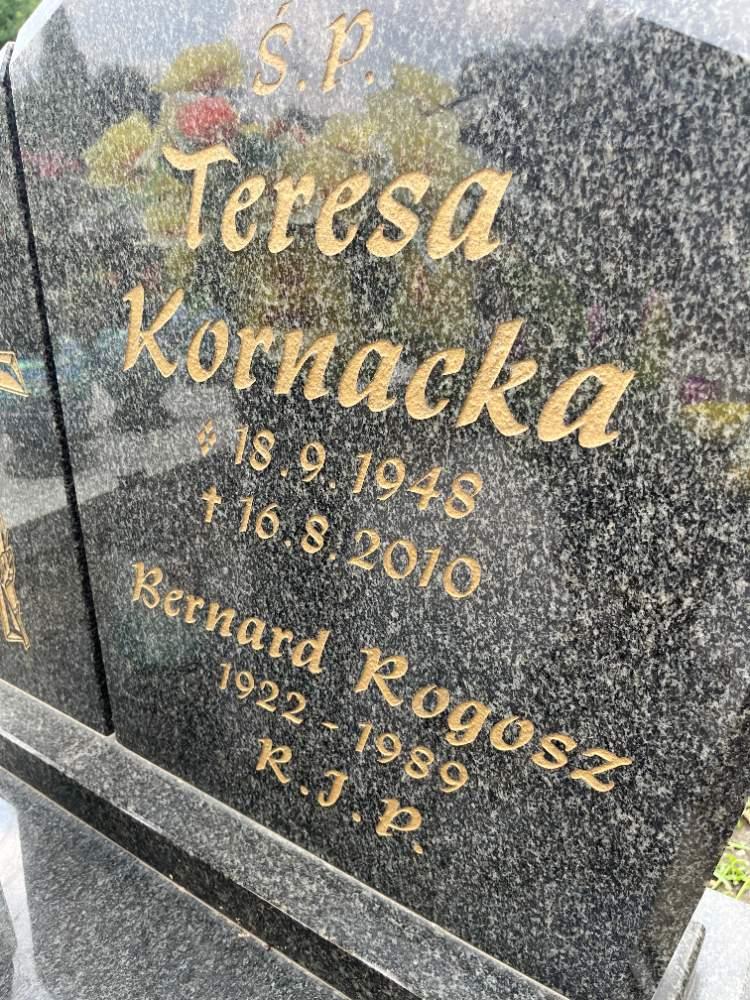 Ś.P.
Teresa
Kornacka
18.9.1948
✝ 16.8.2010
Bernard Rogosz
1922 - 1989
R.J.P.